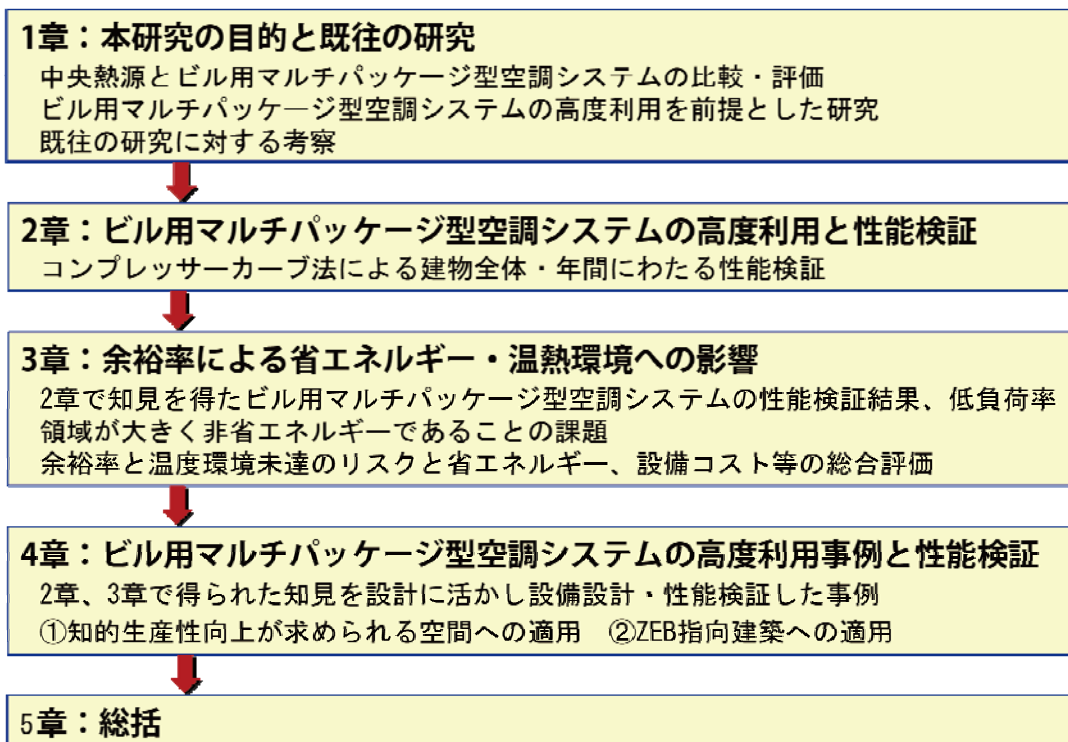 1章：本研究の目的と既往の研究
中央熱源とビル用マルチパッケージ型空調システムの比較・評価
ビル用マルチパッケージ型空調システムの高度利用を前提とした研究
既往の研究に対する考察
2章：ビル用マルチパッケージ型空調システムの高度利用と性能検証
コンプレッサーカーブ法による建物全体・年間にわたる性能検証
3章：余裕率による省エネルギー・温熱環境への影響
2章で知見を得たビル用マルチパッケージ型空調システムの性能検証結果、低負荷率
領域が大きく非省エネルギーであることの課題
余裕率と温度環境未達のリスクと省エネルギー、設備コスト等の総合評価
4章：ビル用マルチパッケージ型空調システムの高度利用事例と性能検証
2章、3章で得られた知見を設計に活かし設備設計・性能検証した事例
①知的生産性向上が求められる空間への適用　②ZEB指向建築への適用
5章：総括